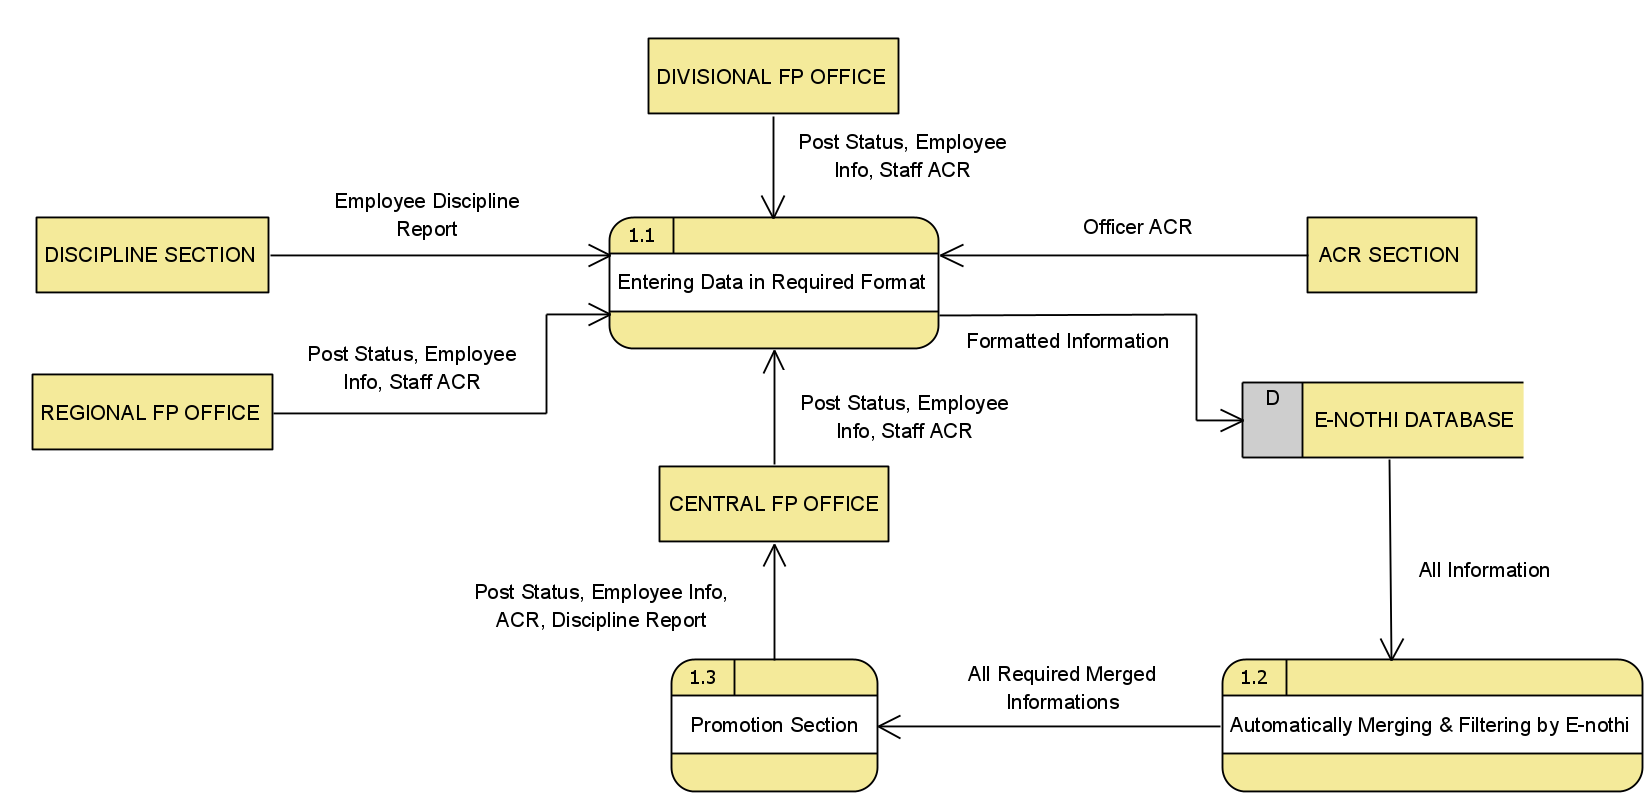 DIVISIONAL FP OFFICE
Post Status, Employee
Info, Staff ACR
Employee Discipline
Report
DISCIPLINE SECTION
1.1
Entering Data in Required Format
Officer ACR
ACR SECTION
Post Status, Employee
Info, Staff ACR
REGIONAL FP OFFICE
Formatted Information
D
E-NOTHI DATABASE
Post Status, Employee
Info, Staff ACR
CENTRAL FP OFFICE
All Information
Post Status, Employee Info,
ACR, Discipline Report
1.3
Promotion Section
All Required Merged
Informations
1.2
Automatically Merging & Filtering by E-nothi